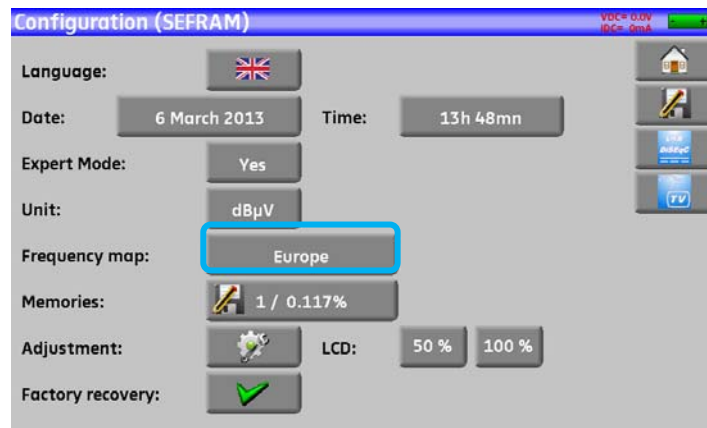 Configuration (SEFRAM)
VDC= 0.0V
IDC= 0mA
- +
Language:
Date: 6 March 2013 Time: 13h 48mn
Expert Mode: Yes
DiSEqC
Unit: dBµV
TV
Frequency map: Europe
Memories: 1 / 0.117%
Adjustment: LCD: 50 % 100 %
Factory recovery: